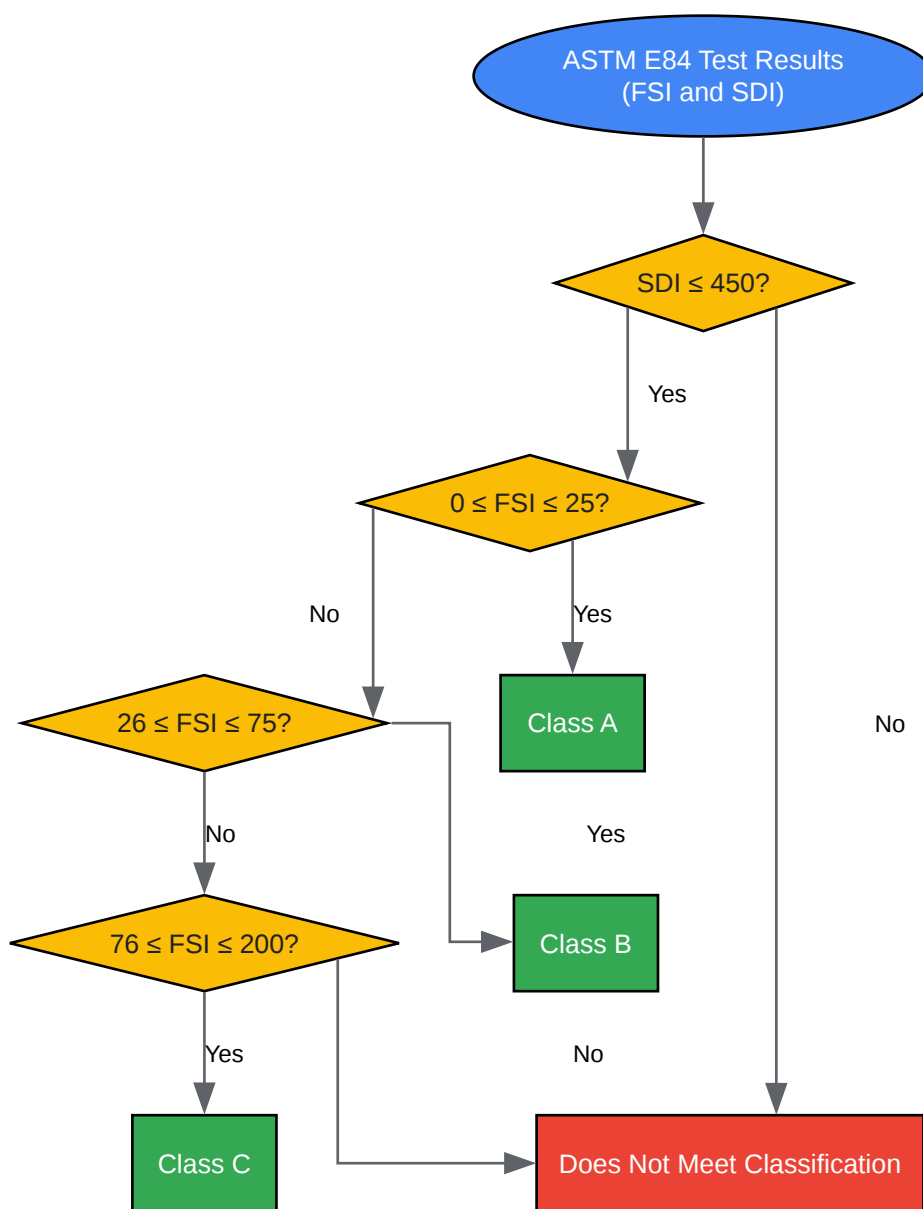 ASTM E84 Test Results
(FSI and SDI)
SDI ≤ 450?
Yes
0 ≤ FSI ≤ 25?
No
Yes
26 ≤ FSI ≤ 75?
Class A
No
No
Yes
76 ≤ FSI ≤ 200?
Class B
Yes
No
Class C
Does Not Meet Classification